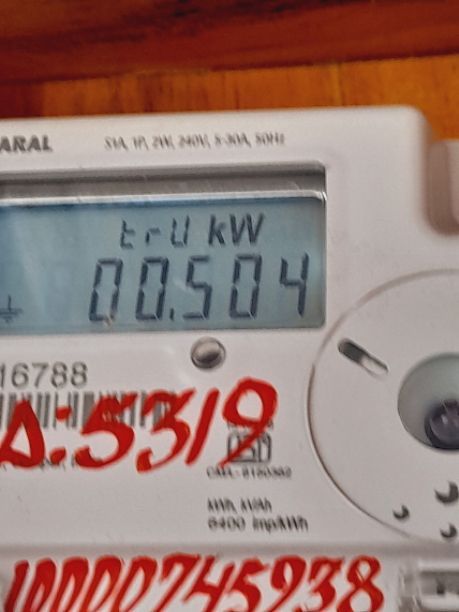 ARAL
S1A, 1P, 2W, 240V, 5-30A, 50Hz
trU kW
00.504
16788
A:5319
kWh, kVAh
6400 Imp/kWh
10000745938